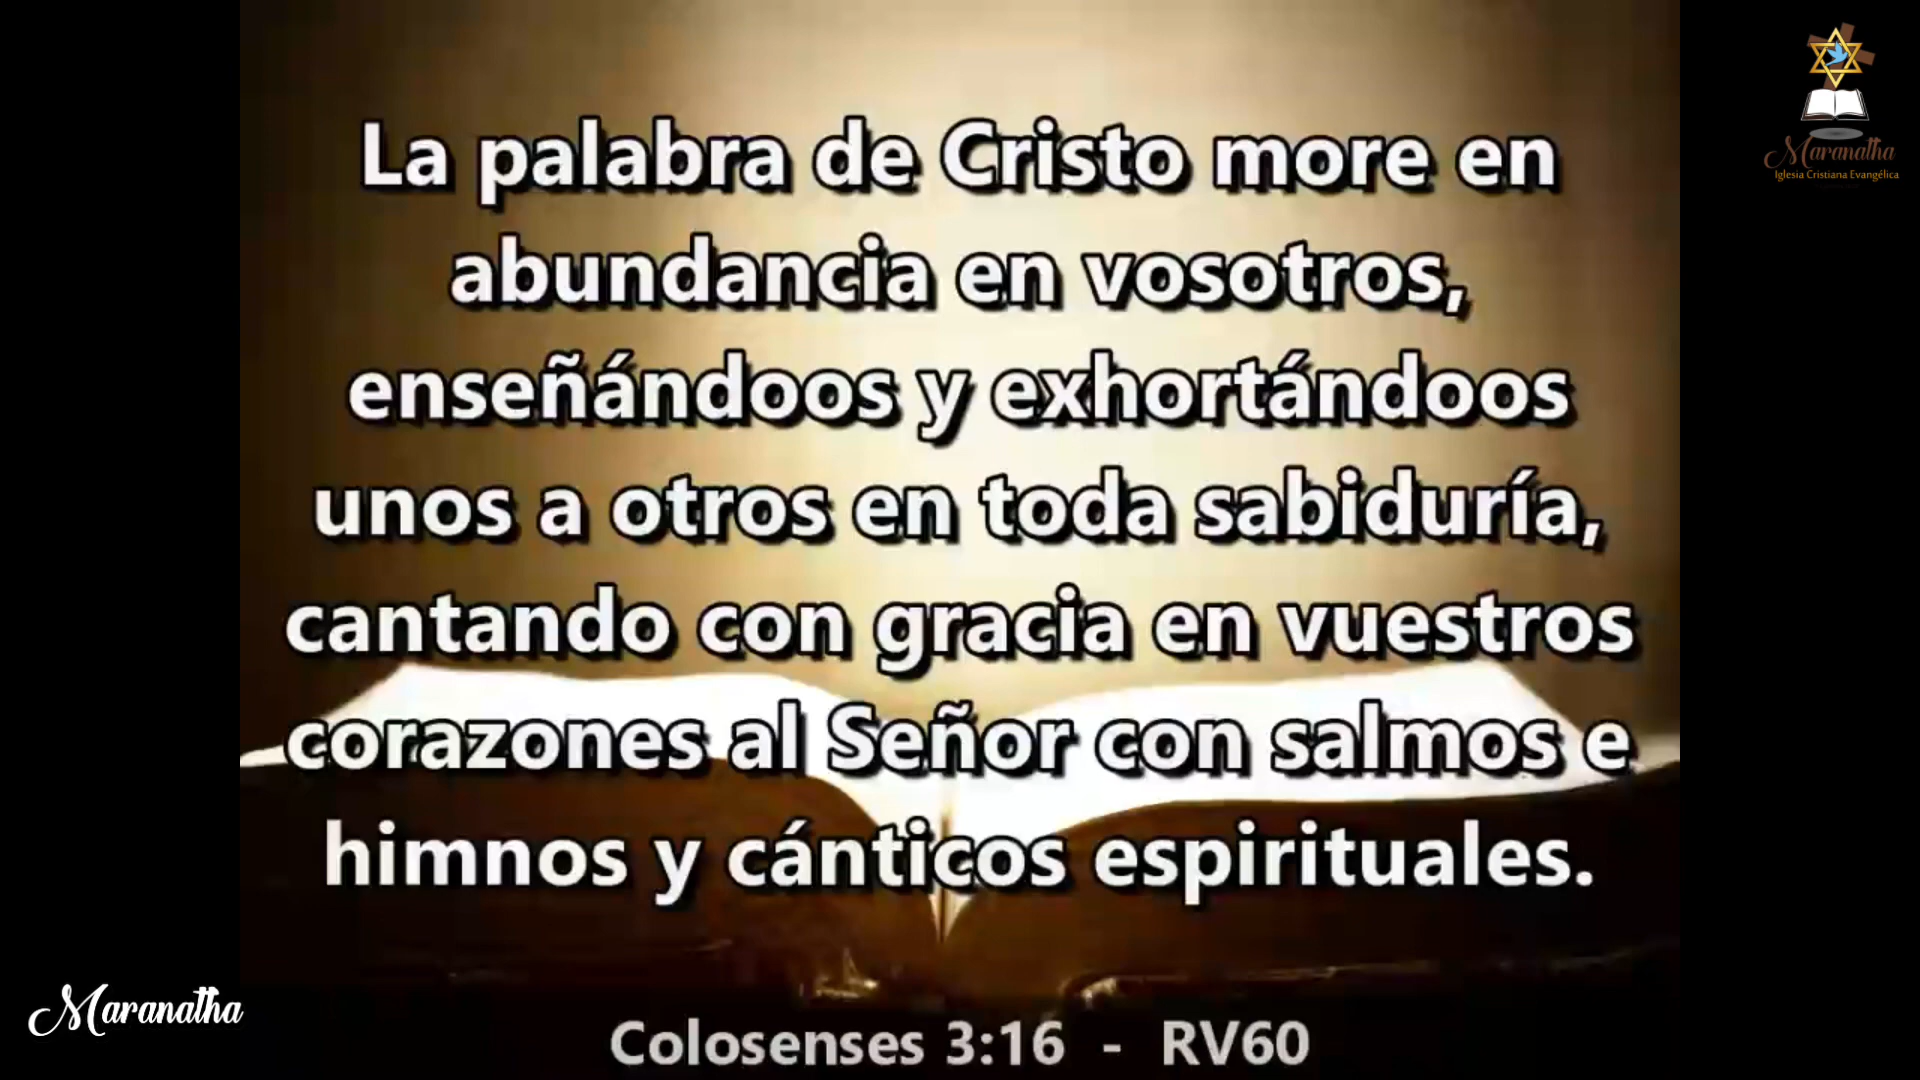 La palabra de Cristo more en
abundancia en vosotros,
enseñándoos y exhortándoos
unos a otros en toda sabiduría,
cantando con gracia en vuestros
corazones al Señor con salmos e
himnos y cánticos espirituales.
Colosenses 3:16 - RV60
Maranatha
Iglesia Cristiana Evangélica
Maranatha